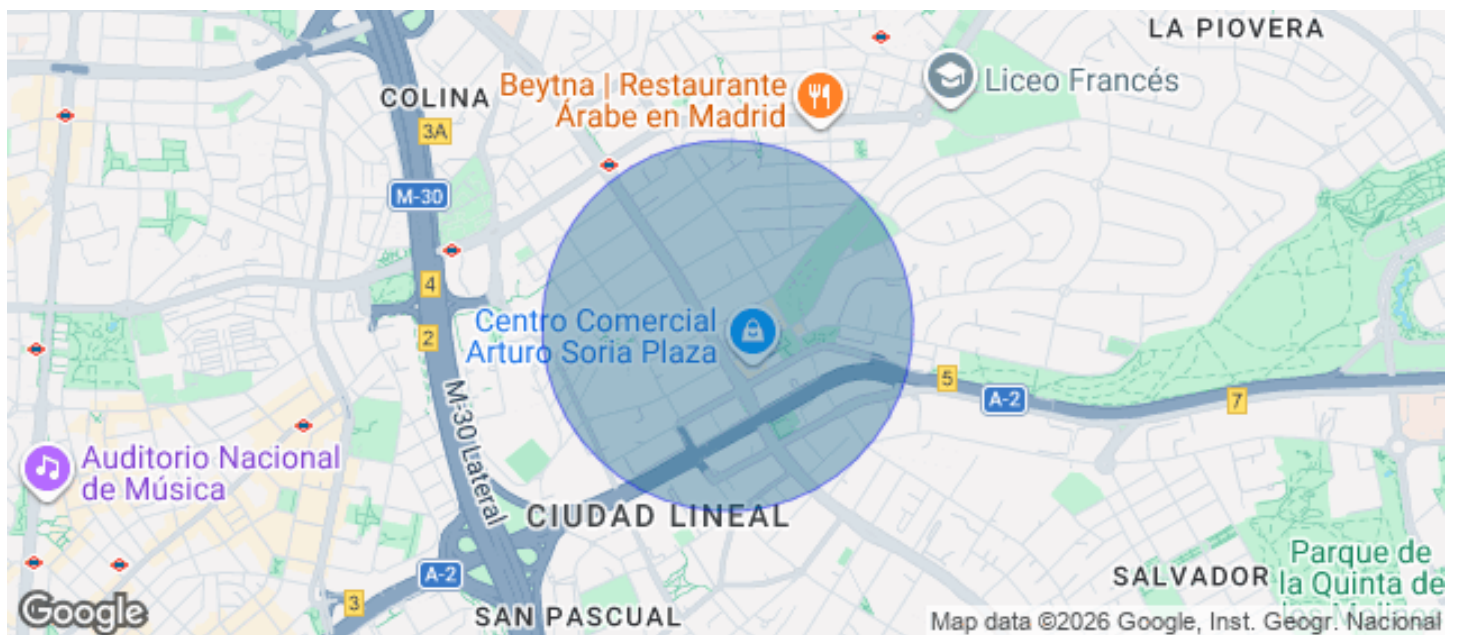 LA PIOVERA
COLINA
Beytna | Restaurante
Árabe en Madrid
Liceo Francés
3A
M-30
4
2
Centro Comercial
Arturo Soria Plaza
5
A-2
7
M-30 Lateral
Auditorio Nacional
de Música
CIUDAD LINEAL
A-2
3
SAN PASCUAL
SALVADOR
Parque de
la Quinta de
los Molinos
Google
Map data ©2026 Google, Inst. Geogr. Nacional